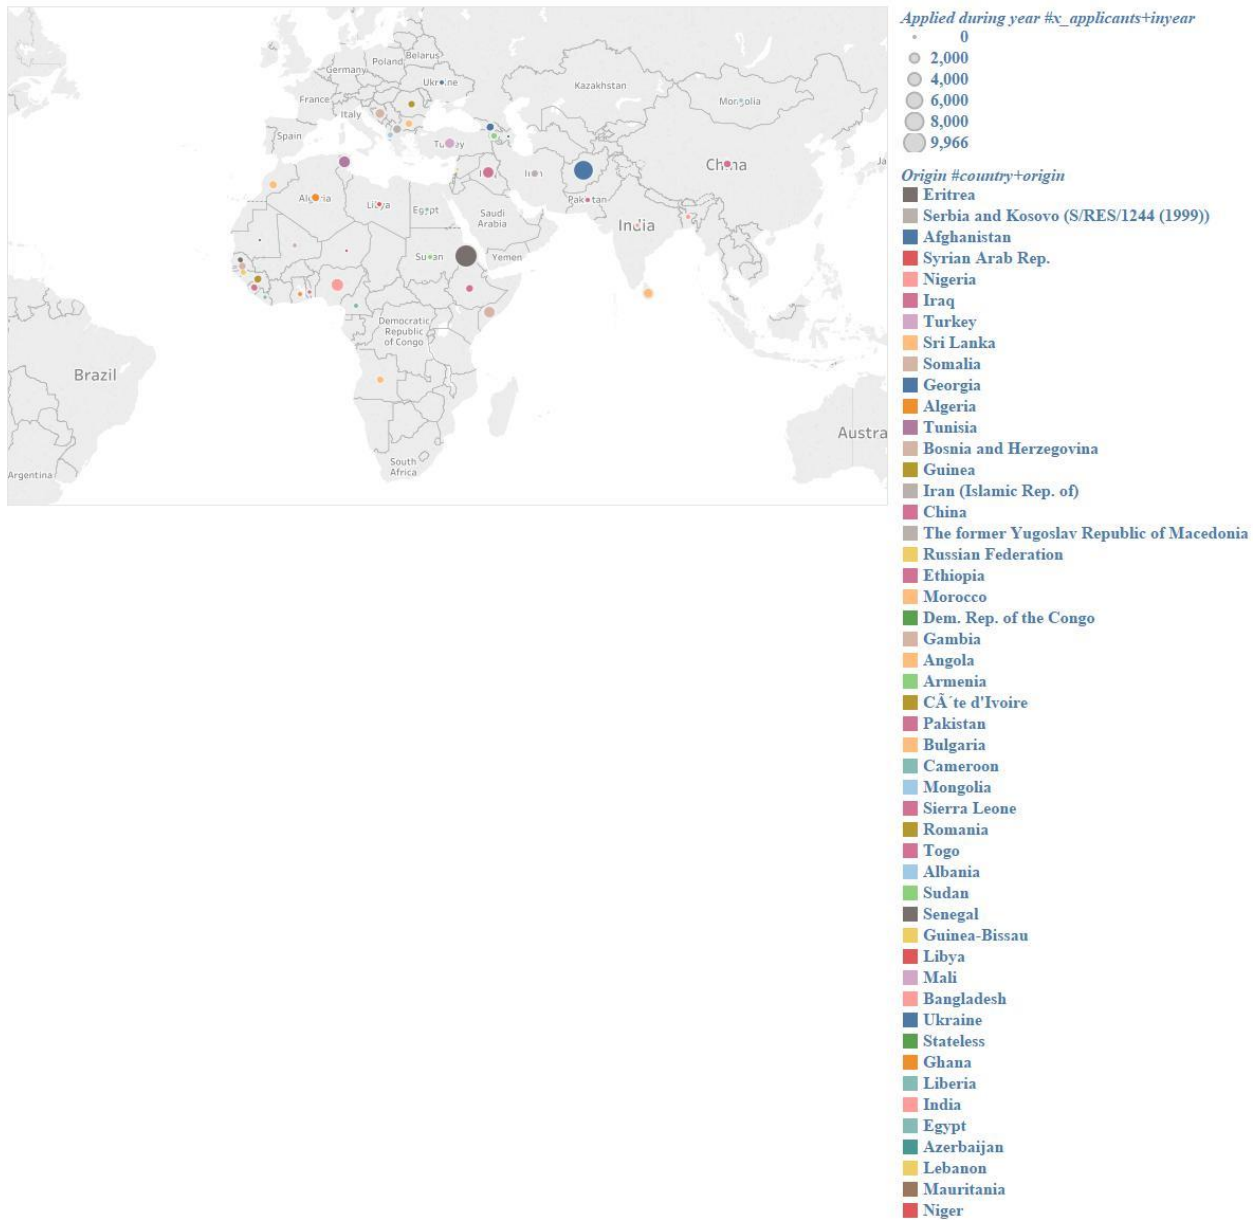 Belarus
Poland
Germany
Ukraine
Kazakhstan
France
Mongolia
Italy
Spain
Turkey
China
Algeria
Libya
Egypt
Iran
Pakistan
Saudi
Arabia
India
Sudan
Yemen
Democratic
Republic
of Congo
Brazil
Austra
South
Africa
Argentina
Applied during year #x_applicants+inyear
0
2,000
4,000
6,000
8,000
9,966
Origin #country+origin
Eritrea
Serbia and Kosovo (S/RES/1244 (1999))
Afghanistan
Syrian Arab Rep.
Nigeria
Iraq
Turkey
Sri Lanka
Somalia
Georgia
Algeria
Tunisia
Bosnia and Herzegovina
Guinea
Iran (Islamic Rep. of)
China
The former Yugoslav Republic of Macedonia
Russian Federation
Ethiopia
Morocco
Dem. Rep. of the Congo
Gambia
Angola
Armenia
CÃ´te d'Ivoire
Pakistan
Bulgaria
Cameroon
Mongolia
Sierra Leone
Romania
Togo
Albania
Sudan
Senegal
Guinea-Bissau
Libya
Mali
Bangladesh
Ukraine
Stateless
Ghana
Liberia
India
Egypt
Azerbaijan
Lebanon
Mauritania
Niger